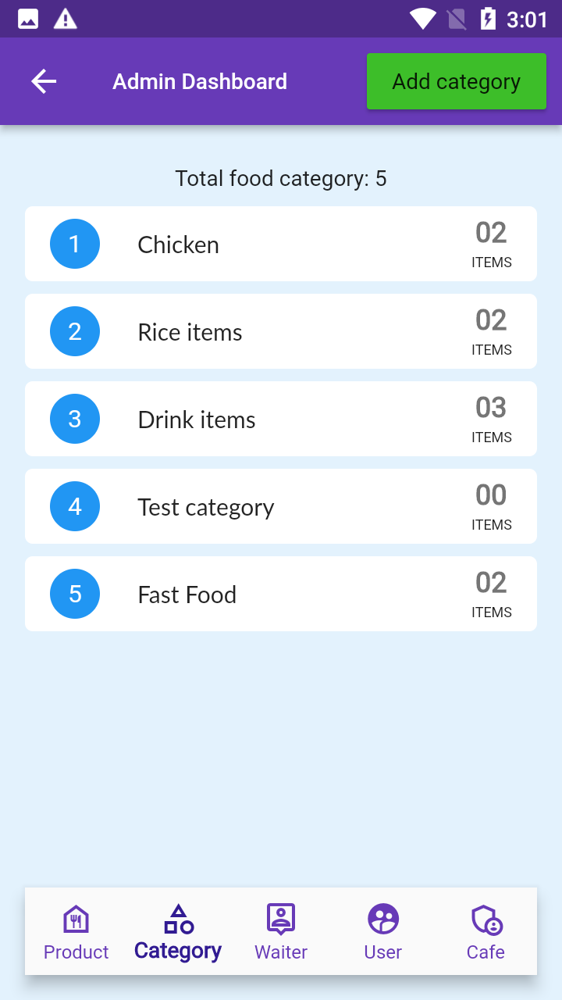 3:01
Admin Dashboard
Add category
Total food category: 5
1
Chicken
02
ITEMS
2
Rice items
02
ITEMS
3
Drink items
03
ITEMS
4
Test category
00
ITEMS
5
Fast Food
02
ITEMS
Product
Category
Waiter
User
Cafe